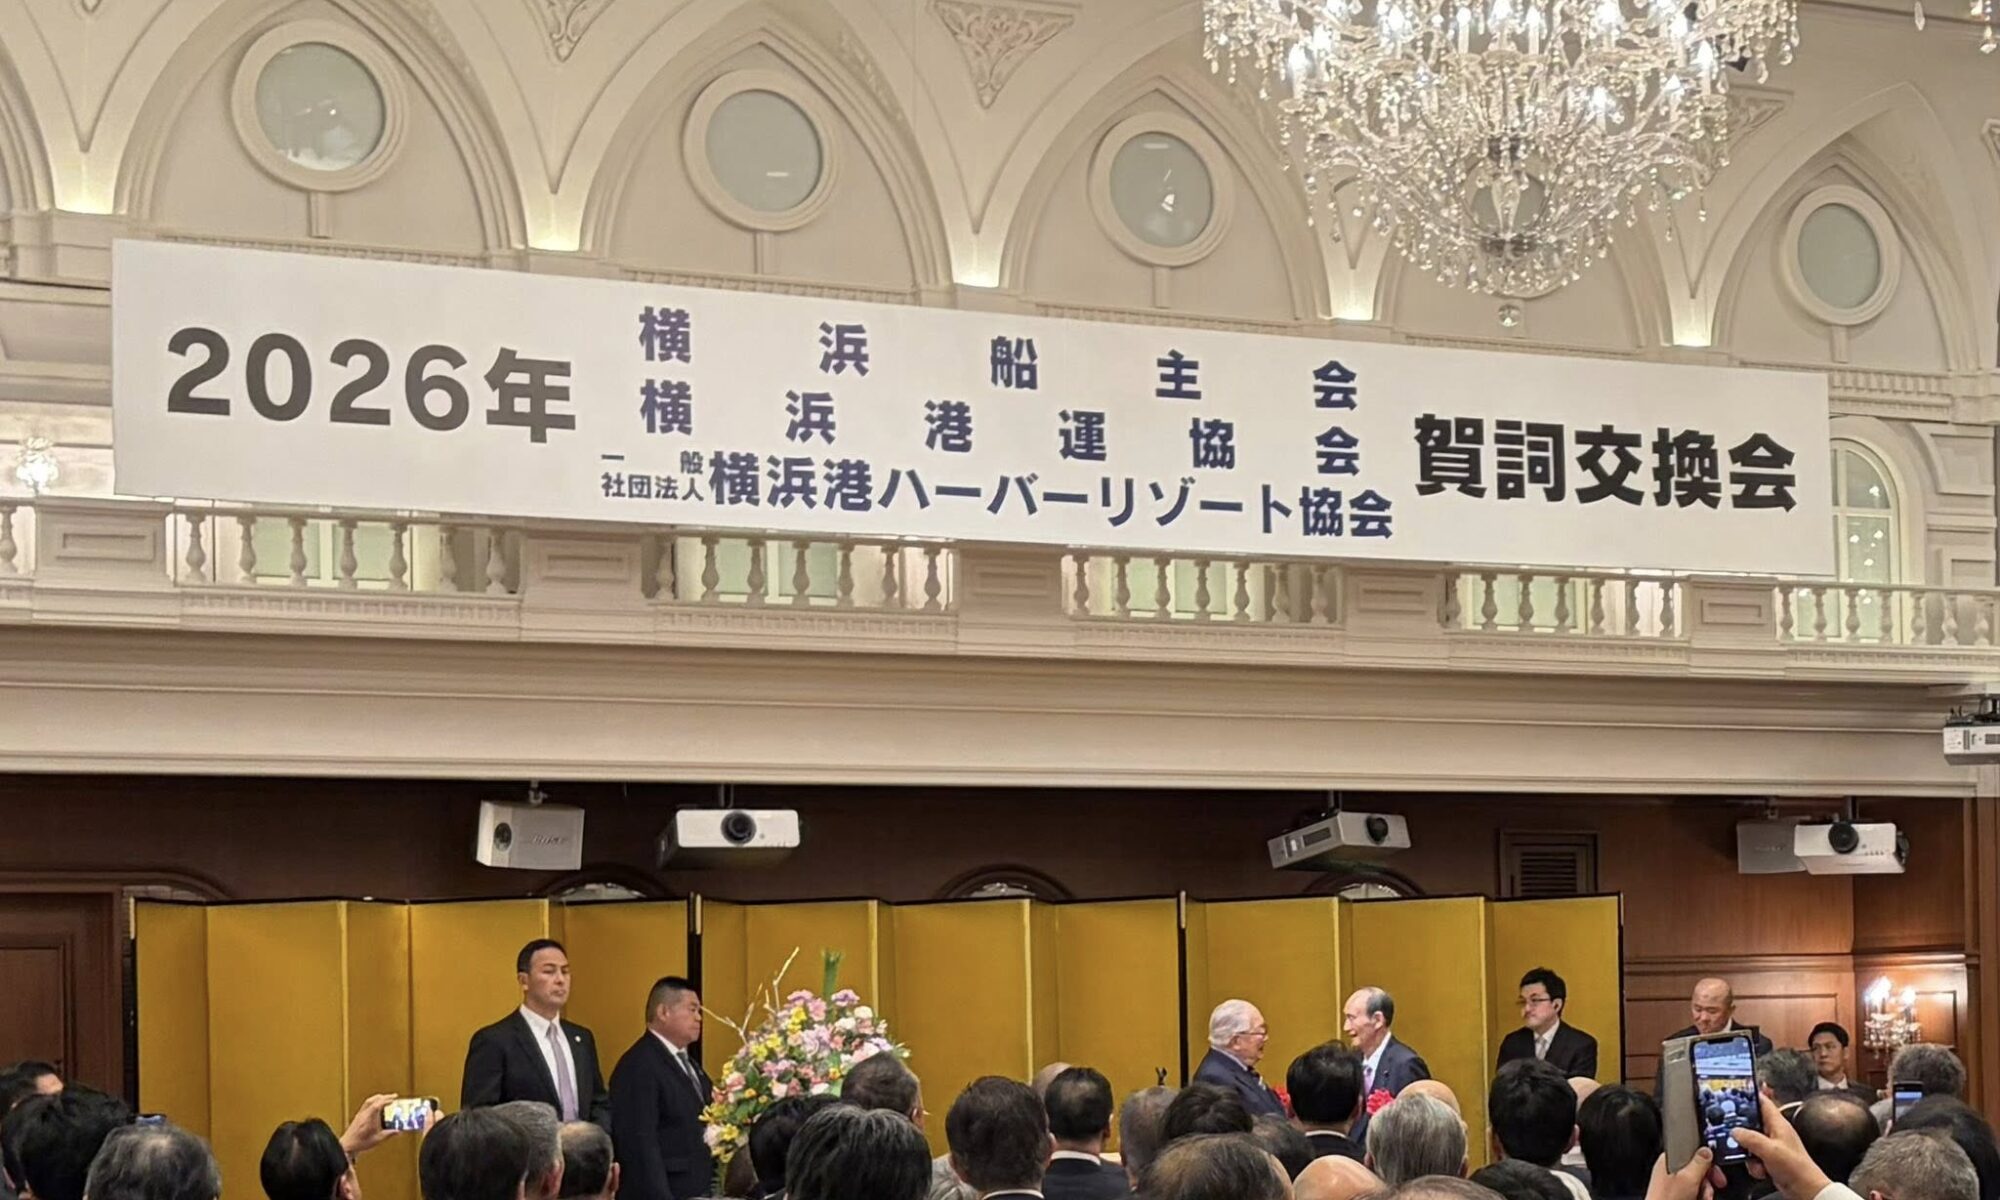 2026年
横浜船主会
横浜港運協会
一般社団法人横浜港ハーバーリゾート協会
賀詞交換会